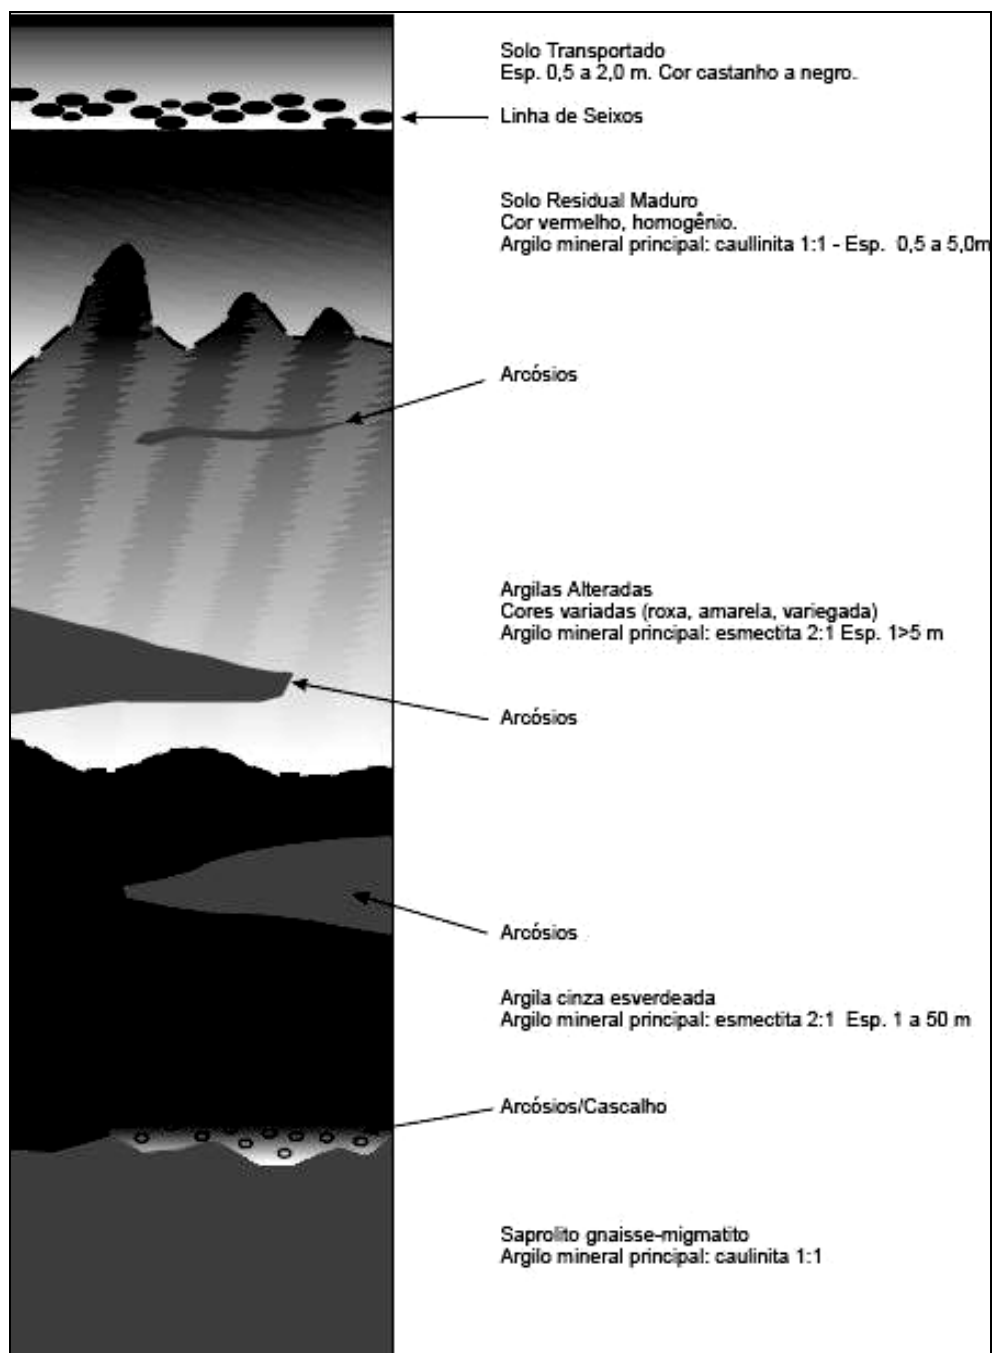 Solo Transportado
Esp. 0,5 a 2,0 m. Cor castanho a negro.
Linha de Seixos
Solo Residual Maduro
Cor vermelho, homogênio.
Argilo mineral principal: caullinita 1:1 - Esp. 0,5 a 5,0m
Arcósios
Argilas Alteradas
Cores variadas (roxa, amarela, variegada)
Argilo mineral principal: esmectita 2:1 Esp. 1>5 m
Arcósios
Arcósios
Argila cinza esverdeada
Argilo mineral principal: esmectita 2:1 Esp. 1 a 50 m
Arcósios/Cascalho
Saprolito gnaisse-migmatito
Argilo mineral principal: caulinita 1:1